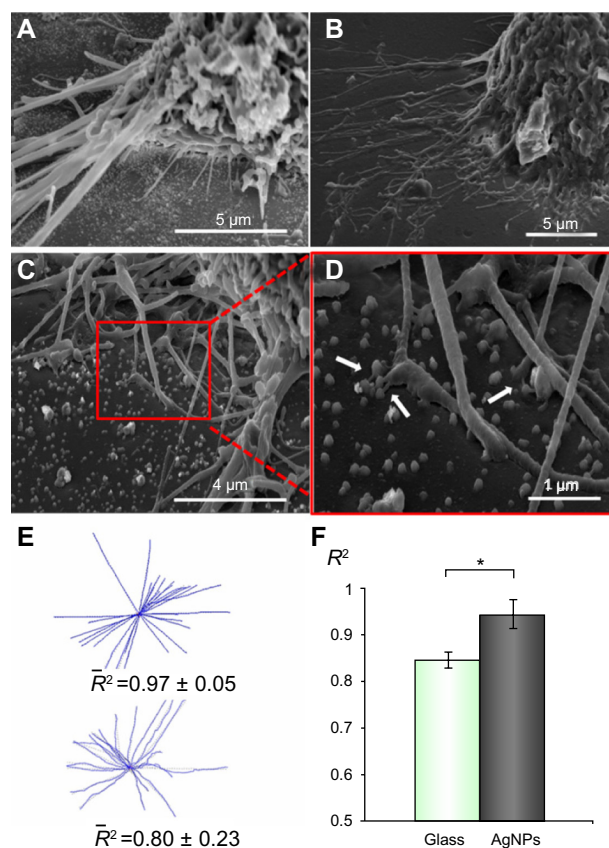 A
B
5 µm
5 µm
C
D
4 µm
1 µm
E
R̄²=0.97 ± 0.05
R̄²=0.80 ± 0.23
F
R²
*
1
0.9
0.8
0.7
0.6
0.5
Glass AgNPs